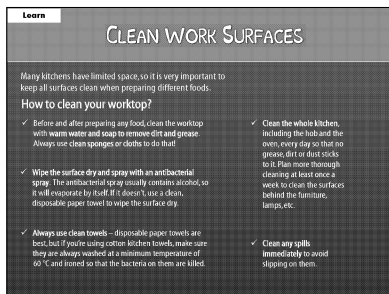 Learn
CLEAN WORK SURFACES
Many kitchens have limited space, so it is very important to
keep all surfaces clean when preparing different foods.
How to clean your worktop?
✓ Before and after preparing any food, clean the worktop
with warm water and soap to remove dirt and grease.
Always use clean sponges or cloths to do that!
✓ Wipe the surface dry and spray with an antibacterial
spray. The antibacterial spray usually contains alcohol, so
it will evaporate by itself. If it doesn't, use a clean,
disposable paper towel to wipe the surface dry.
✓ Always use clean towels – disposable paper towels are
best, but if you're using cotton kitchen towels, make sure
they are always washed at a minimum temperature of
60 °C and ironed so that the bacteria on them are killed.
✓ Clean the whole kitchen,
including the hob and the
oven, every day so that no
grease, dirt or dust sticks
to it. Plan more thorough
cleaning at least once a
week to clean the surfaces
behind the furniture,
lamps, etc.
✓ Clean any spills
immediately to avoid
slipping on them.